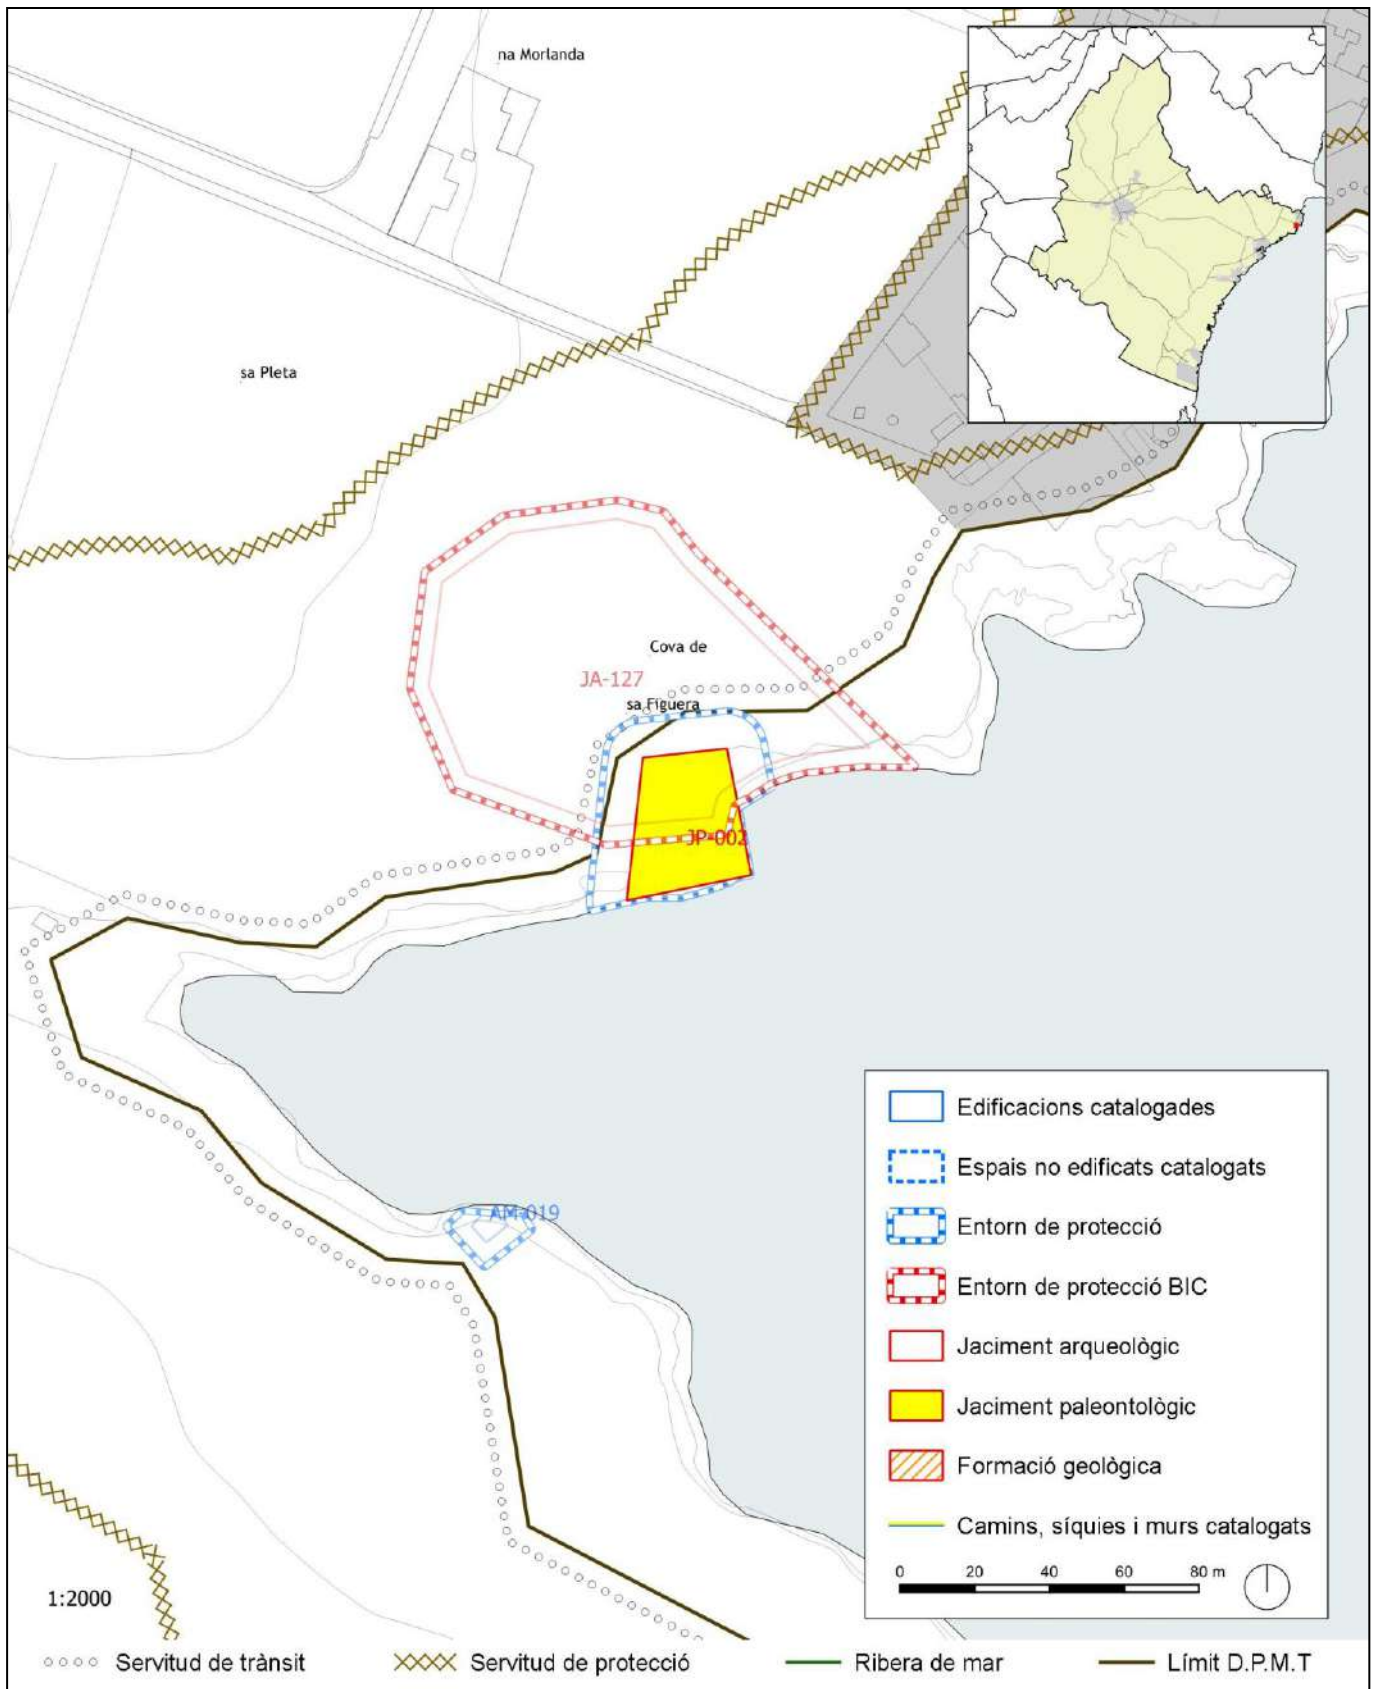 na Morlanda
sa Pleta
Cova de
JA-127
sa Figuera
JP-002
AM-019
Edificacions catalogades
Espais no edificats catalogats
Entorn de protecció
Entorn de protecció BIC
Jaciment arqueològic
Jaciment paleontològic
Formació geològica
Camins, síquies i murs catalogats
0 20 40 60 80 m
1:2000
Servitud de trànsit
Servitud de protecció
Ribera de mar
Límit D.P.M.T